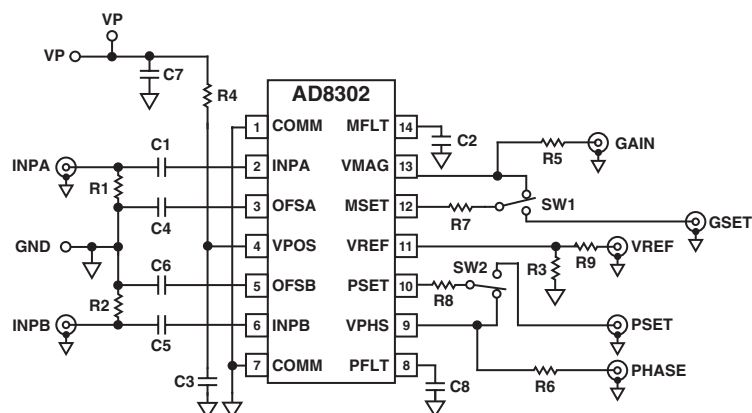 VP
VP
C7
R4
AD8302
1 COMM MFLT 14
C2
C1
INPA
2 INPA VMAG 13
R5
GAIN
R1
C4
3 OFSA MSET 12
R7
SW1
GSET
GND
4 VPOS VREF 11
R9
VREF
R3
C6
5 OFSB PSET 10
R8
SW2
R2
INPB
C5
6 INPB VPHS 9
PSET
C3
7 COMM PFLT 8
C8
R6
PHASE